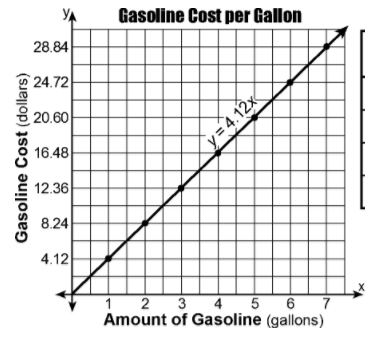 Gasoline Cost per Gallon
y
28.84
24.72
20.60
16.48
12.36
8.24
4.12
Gasoline Cost (dollars)
y = 4.12x
x
1 2 3 4 5 6 7
Amount of Gasoline (gallons)